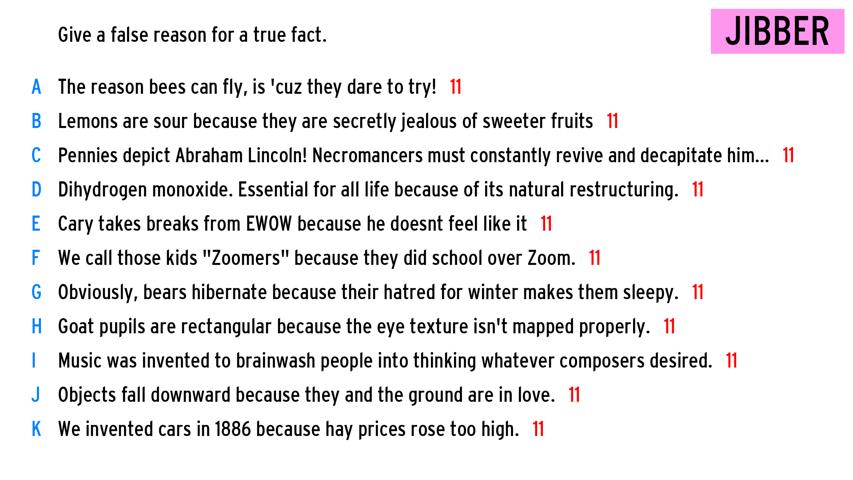 Give a false reason for a true fact.
JIBBER
A The reason bees can fly, is 'cuz they dare to try! 11
B Lemons are sour because they are secretly jealous of sweeter fruits 11
C Pennies depict Abraham Lincoln! Necromancers must constantly revive and decapitate him... 11
D Dihydrogen monoxide. Essential for all life because of its natural restructuring. 11
E Cary takes breaks from EWOW because he doesnt feel like it 11
F We call those kids "Zoomers" because they did school over Zoom. 11
G Obviously, bears hibernate because their hatred for winter makes them sleepy. 11
H Goat pupils are rectangular because the eye texture isn't mapped properly. 11
I Music was invented to brainwash people into thinking whatever composers desired. 11
J Objects fall downward because they and the ground are in love. 11
K We invented cars in 1886 because hay prices rose too high. 11